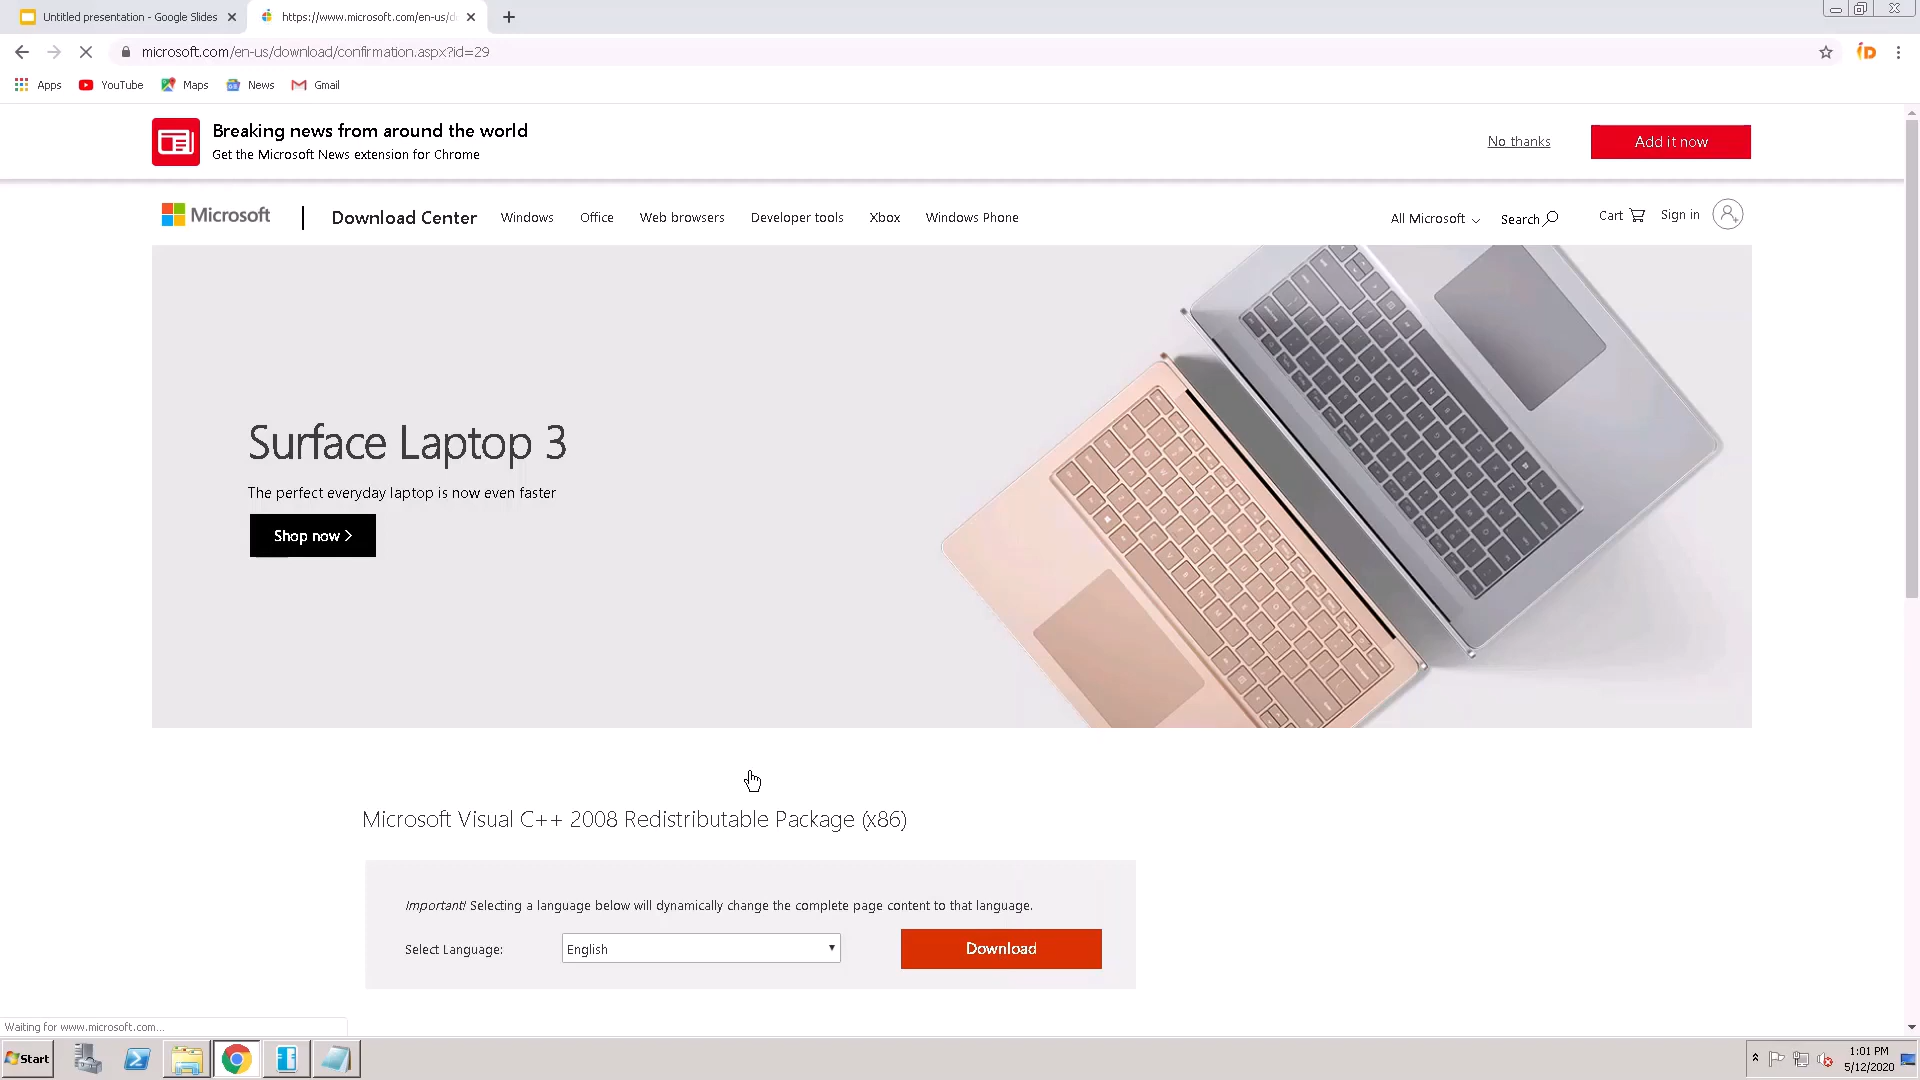 Untitled presentation - Google Slides
https://www.microsoft.com/en-us/d
microsoft.com/en-us/download/confirmation.aspx?id=29
Apps
YouTube
Maps
News
Gmail
Breaking news from around the world
Get the Microsoft News extension for Chrome
No thanks
Add it now
Microsoft
Download Center
Windows
Office
Web browsers
Developer tools
Xbox
Windows Phone
All Microsoft
Search
Cart
Sign in
Surface Laptop 3
The perfect everyday laptop is now even faster
Shop now >
Microsoft Visual C++ 2008 Redistributable Package (x86)
Important! Selecting a language below will dynamically change the complete page content to that language.
Select Language:
English
Download
Waiting for www.microsoft.com...
Start
1:01 PM
5/12/2020